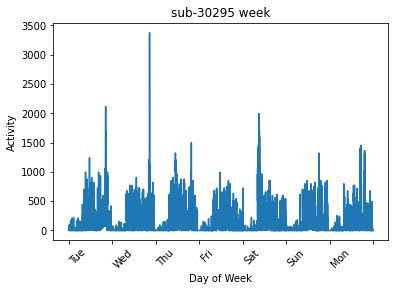 sub-30295 week
3500
3000
2500
2000
1500
1000
500
0
Activity
Tue
Wed
Thu
Fri
Sat
Sun
Mon
Day of Week